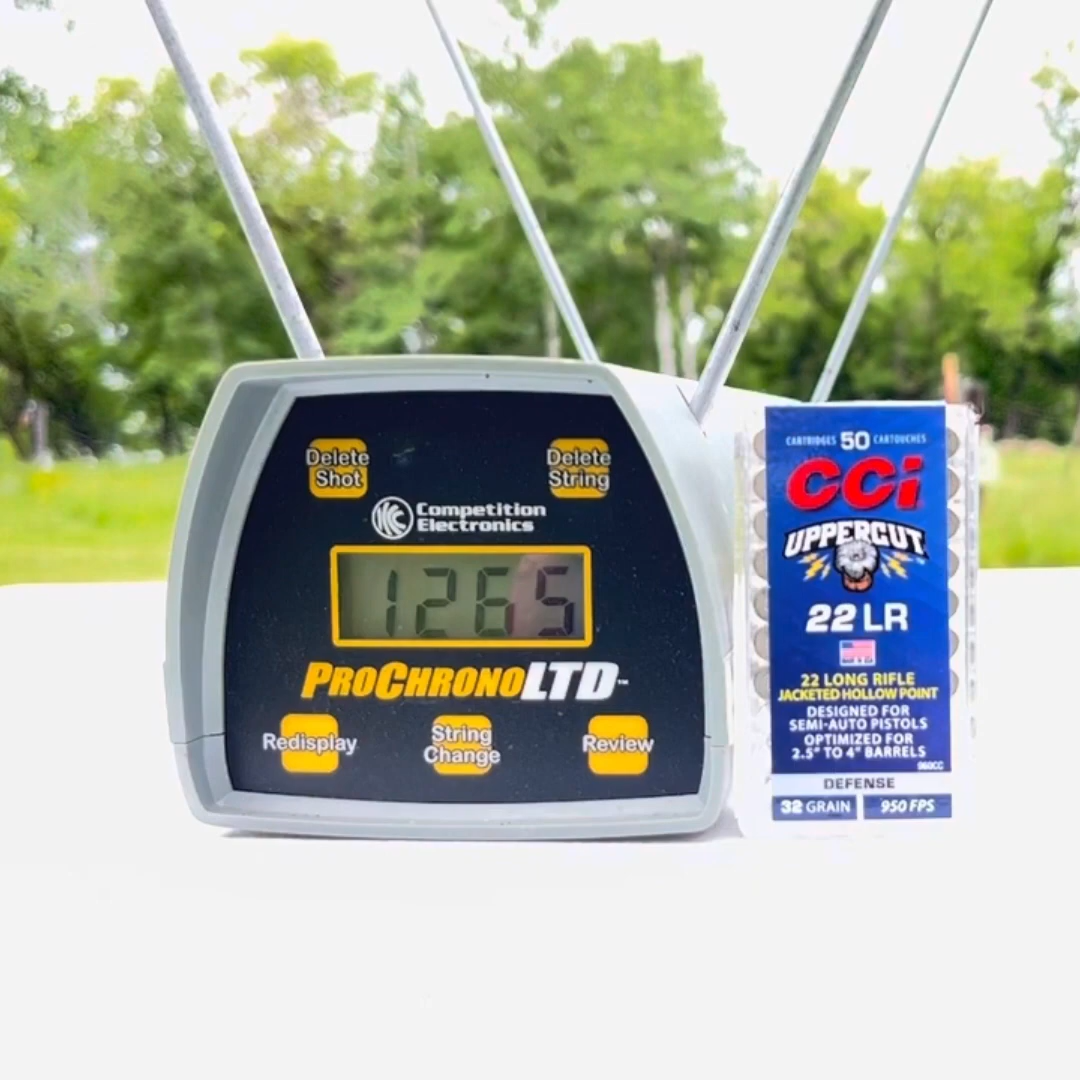 Delete
Shot
Delete
String
Competition
Electronics
1265
PROCHRONOLTD™
Redisplay
String
Change
Review
CARTRIDGES 50 CARTOUCHES
CCi
UPPERCUT
22 LR
22 LONG RIFLE
JACKETED HOLLOW POINT
DESIGNED FOR
SEMI-AUTO PISTOLS
OPTIMIZED FOR
2.5" TO 4" BARRELS
960CC
DEFENSE
32 GRAIN 950 FPS